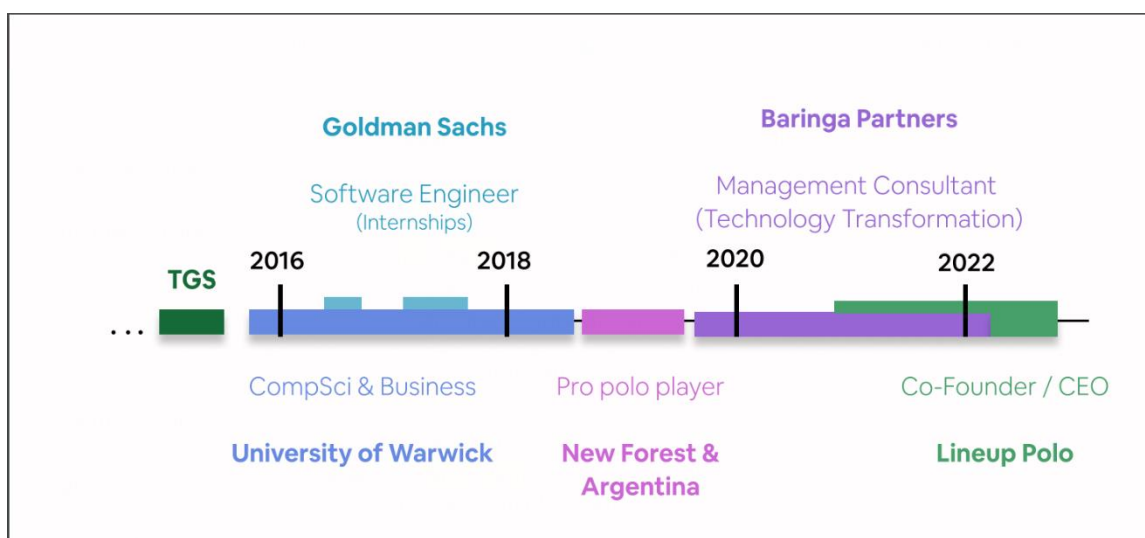 Goldman Sachs
Baringa Partners
Software Engineer
(Internships)
Management Consultant
(Technology Transformation)
TGS
2016
2018
2020
2022
...
CompSci & Business
Pro polo player
Co-Founder / CEO
University of Warwick
New Forest &
Argentina
Lineup Polo